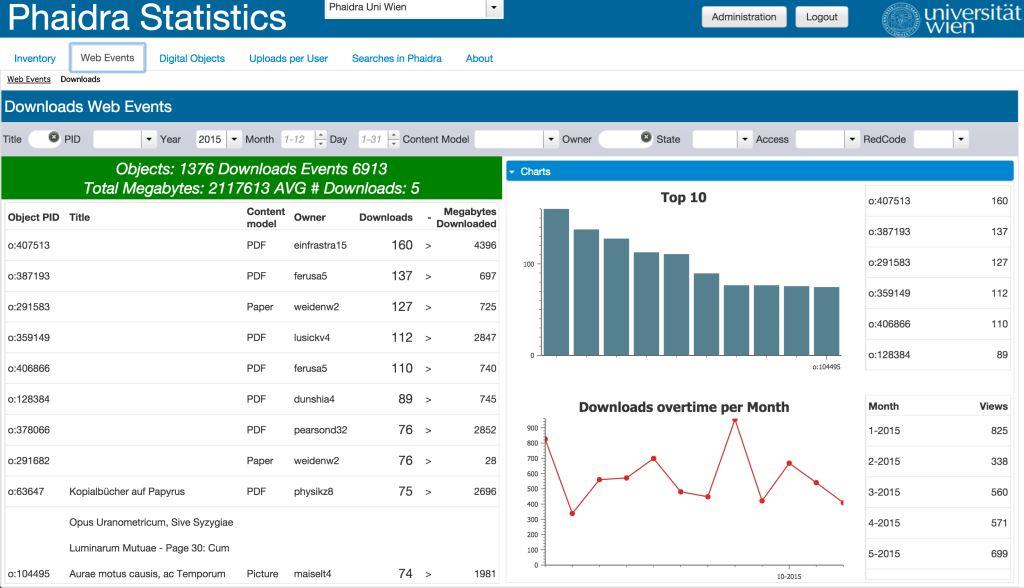 Phaidra Statistics
Phaidra Uni Wien
Administration Logout
universität
wien
Inventory Web Events Digital Objects Uploads per User Searches in Phaidra About
Web Events Downloads
Downloads Web Events
Title PID Year 2015 Month 1-12 Day 1-31 Content Model Owner State Access RedCode
Objects: 1376 Downloads Events 6913
Total Megabytes: 2117613 AVG # Downloads: 5
Object PID Title Content model Owner Downloads - Megabytes Downloaded
o:407513 PDF einfrastra15 160 > 4396
o:387193 PDF ferusa5 137 > 697
o:291583 Paper weidenw2 127 > 725
o:359149 PDF lusickv4 112 > 2847
o:406866 PDF ferusa5 110 > 740
o:128384 PDF dunshia4 89 > 745
o:378066 PDF pearsond32 76 > 2852
o:291682 Paper weidenw2 76 > 28
o:63647 Kopialbücher auf Papyrus PDF physikz8 75 > 2696
Opus Uranometricum, Sive Syzygiae
Luminarum Mutuae - Page 30: Cum
o:104495 Aurae motus causis, ac Temporum Picture maiselt4 74 > 1981
Charts
Top 10
100
0
o:104495
o:407513 160
o:387193 137
o:291583 127
o:359149 112
o:406866 110
o:128384 89
Downloads overtime per Month
900
800
700
600
500
400
300
200
100
0
10-2015
Month Views
1-2015 825
2-2015 338
3-2015 560
4-2015 571
5-2015 699